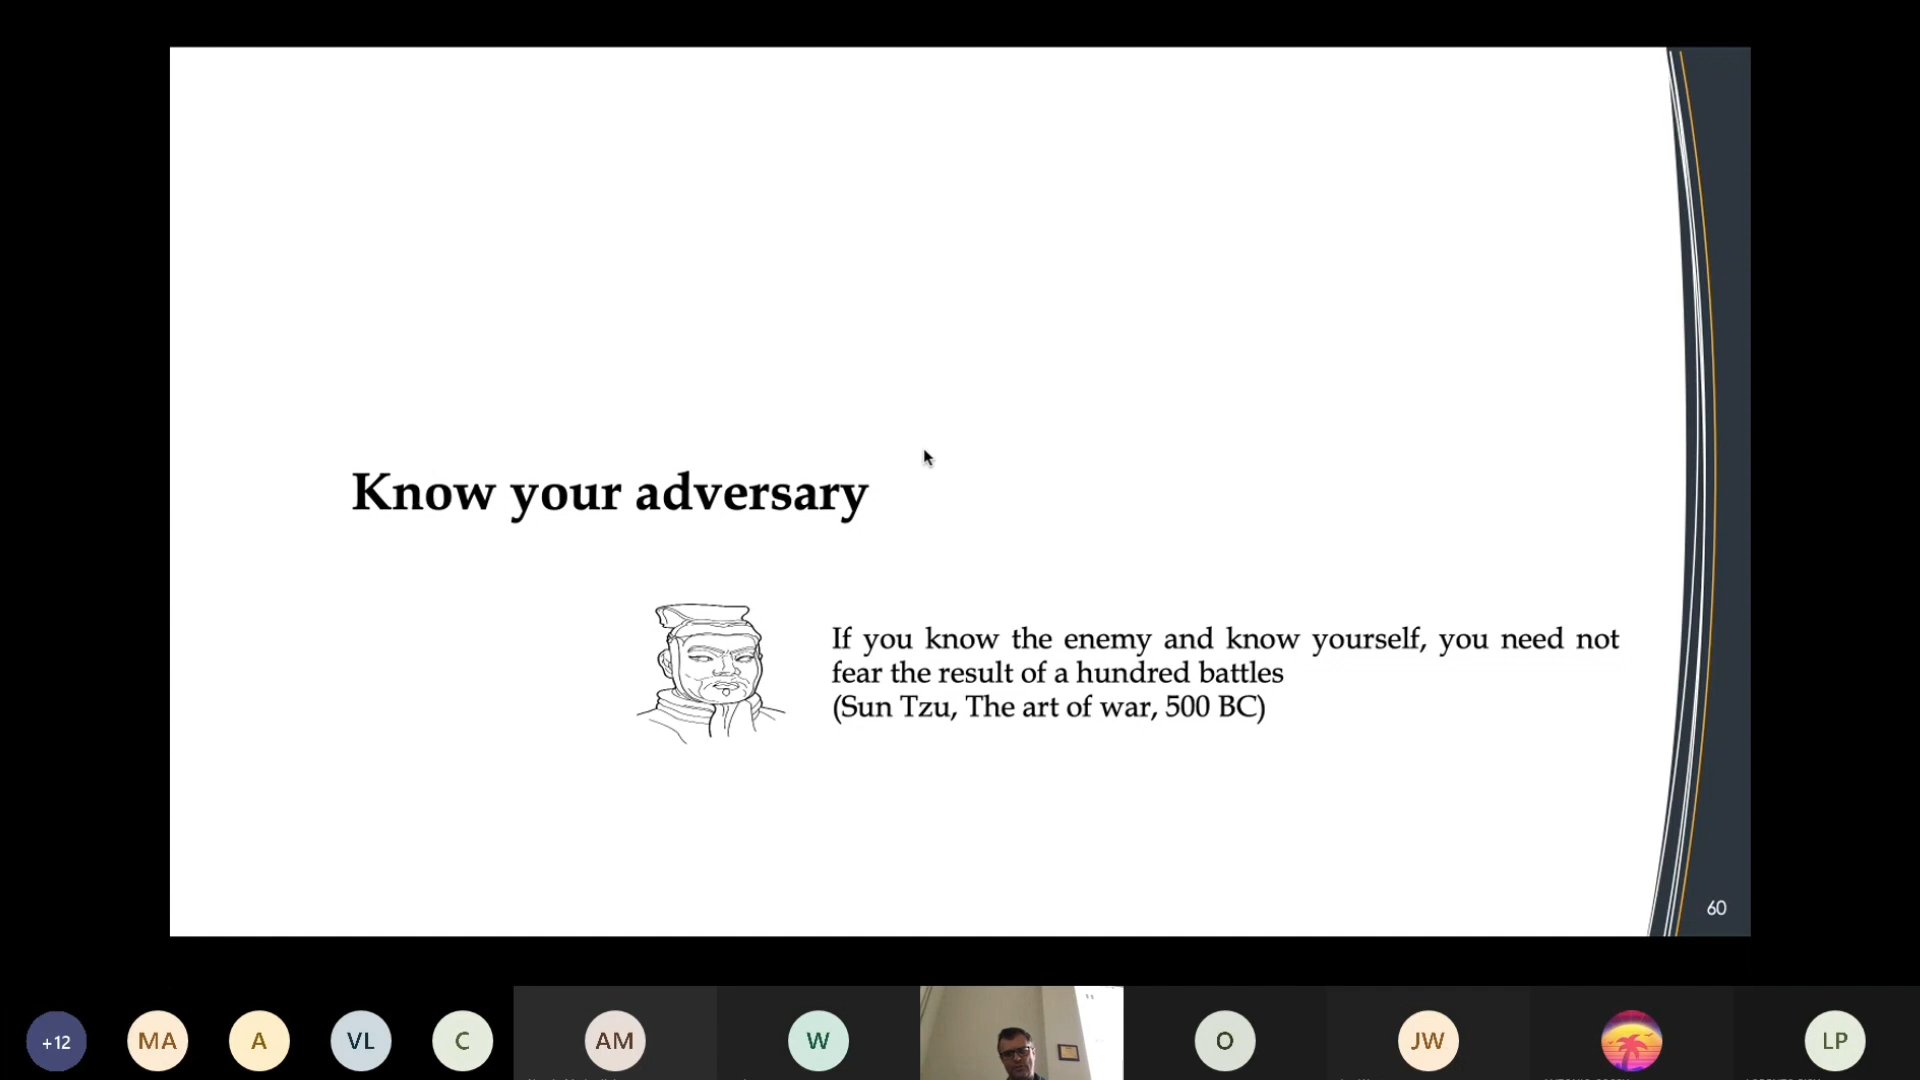 Know your adversary
If you know the enemy and know yourself, you need not
fear the result of a hundred battles
(Sun Tzu, The art of war, 500 BC)
60
+12
MA
A
VL
C
AM
W
O
JW
LP